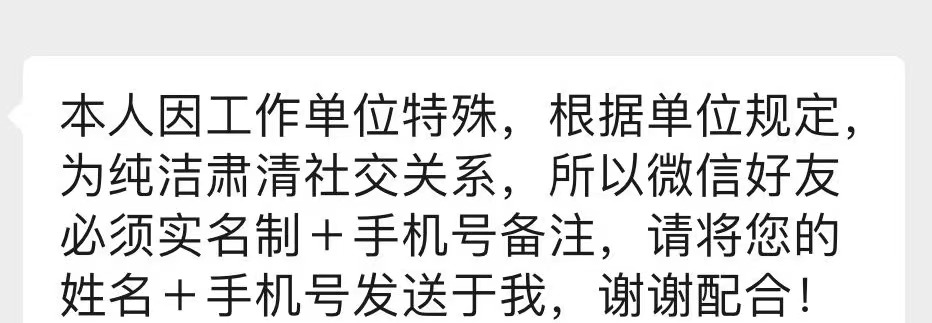 本人因工作单位特殊，根据单位规定，
为纯洁肃清社交关系，所以微信好友
必须实名制＋手机号备注，请将您的
姓名＋手机号发送于我，谢谢配合！